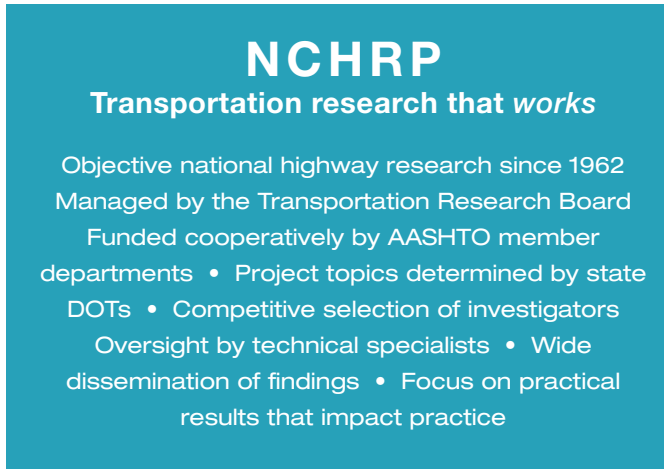 NCHRP
Transportation research that works
Objective national highway research since 1962
Managed by the Transportation Research Board
Funded cooperatively by AASHTO member
departments • Project topics determined by state
DOTs • Competitive selection of investigators
Oversight by technical specialists • Wide
dissemination of findings • Focus on practical
results that impact practice